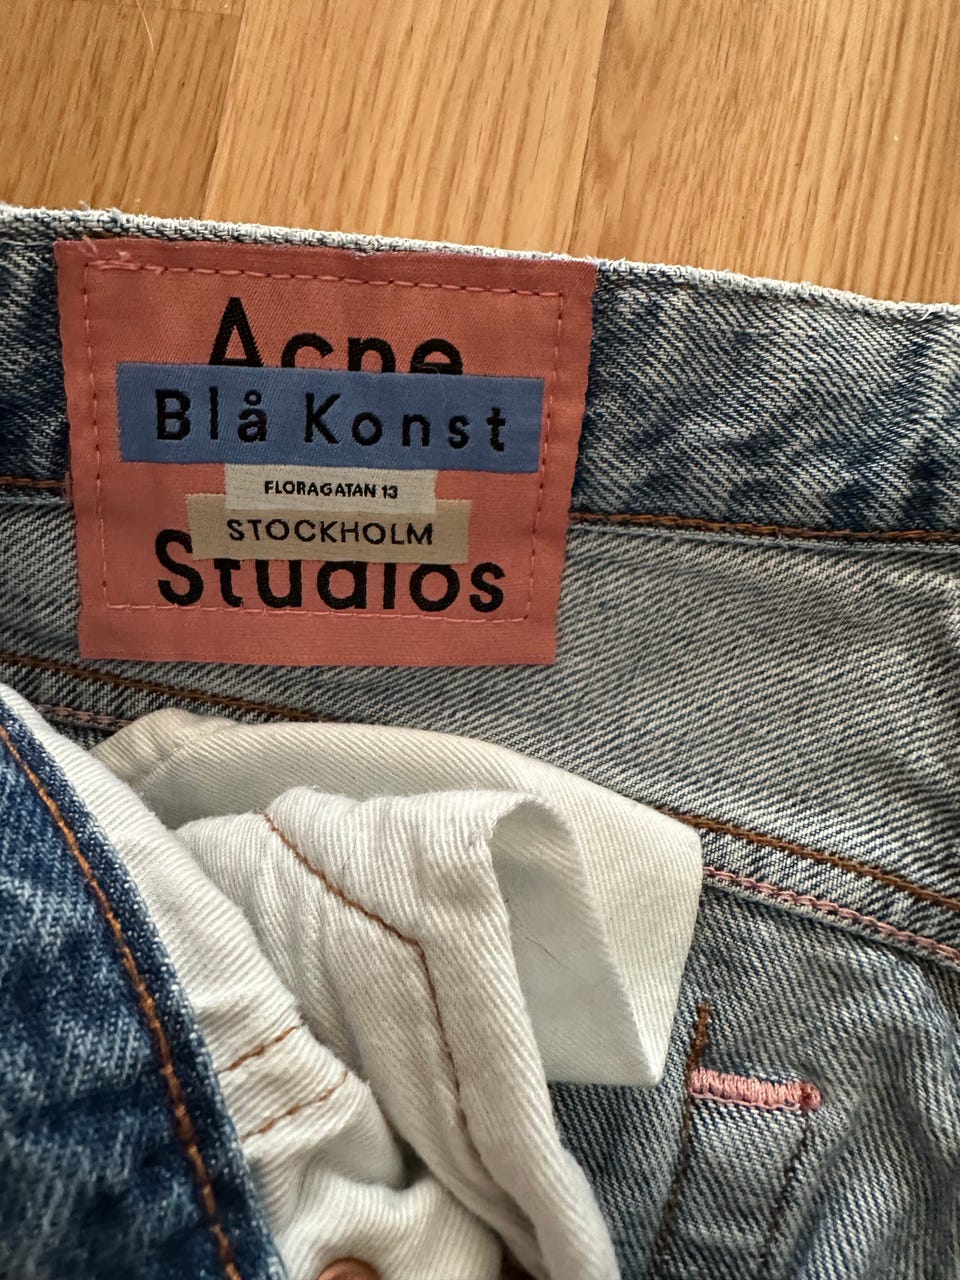 Acne
Blå Konst
FLORAGATAN 13
STOCKHOLM
Studios